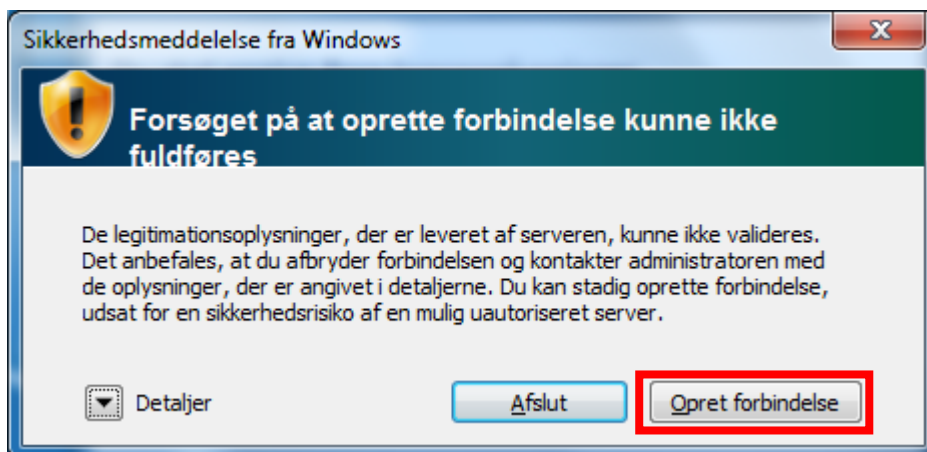 Sikkerhedsmeddelelse fra Windows
Forsøget på at oprette forbindelse kunne ikke
fuldføres
De legitimationsoplysninger, der er leveret af serveren, kunne ikke valideres.
Det anbefales, at du afbryder forbindelsen og kontakter administratoren med
de oplysninger, der er angivet i detaljerne. Du kan stadig oprette forbindelse,
udsat for en sikkerhedsrisiko af en mulig uautoriseret server.
Detaljer
Afslut
Opret forbindelse